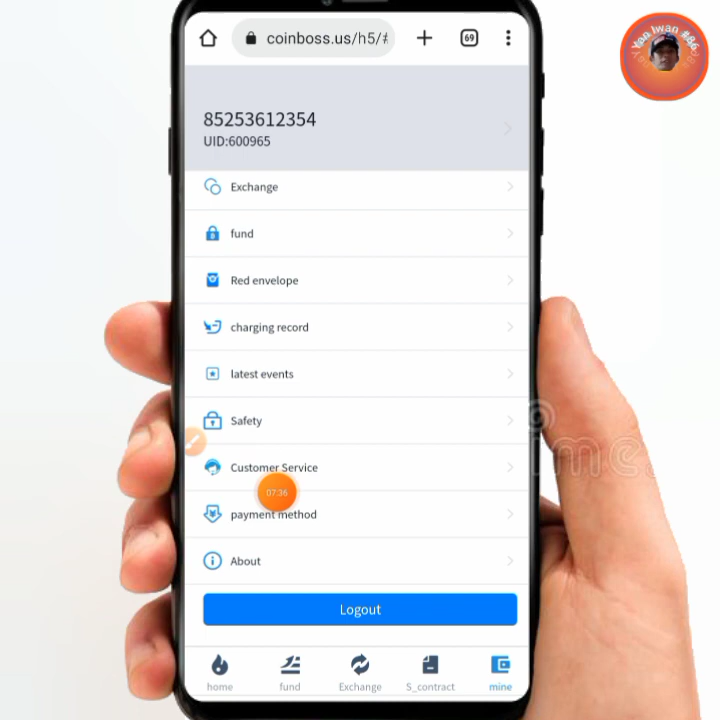 coinboss.us/h5/#
69
Yan Iwan #86
85253612354
UID:600965
Exchange
fund
Red envelope
charging record
latest events
Safety
Customer Service
07:36
payment method
About
Logout
home
fund
Exchange
S_contract
mine